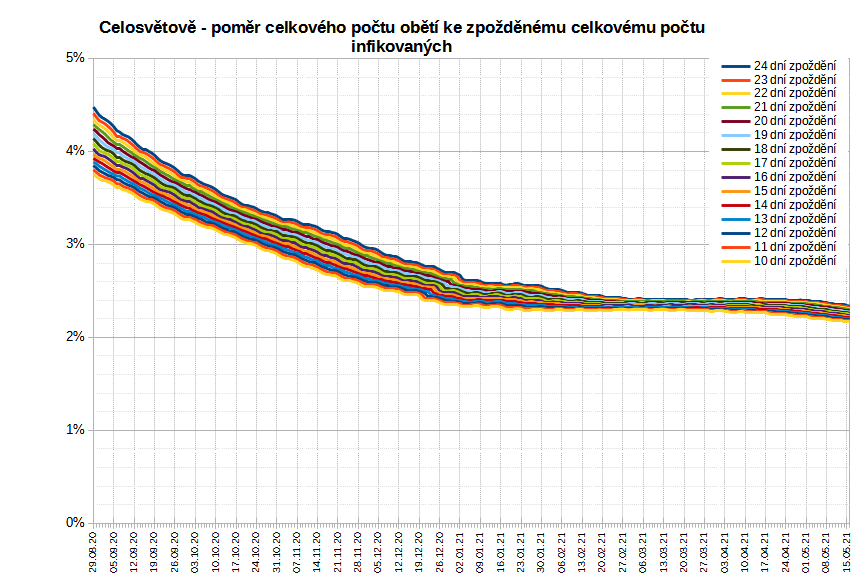 Celosvětově - poměr celkového počtu obětí ke zpožděnému celkovému počtu
infikovaných
5%
4%
3%
2%
1%
0%
24 dní zpoždění
23 dní zpoždění
22 dní zpoždění
21 dní zpoždění
20 dní zpoždění
19 dní zpoždění
18 dní zpoždění
17 dní zpoždění
16 dní zpoždění
15 dní zpoždění
14 dní zpoždění
13 dní zpoždění
12 dní zpoždění
11 dní zpoždění
10 dní zpoždění
29.08.20
05.09.20
12.09.20
19.09.20
26.09.20
03.10.20
10.10.20
17.10.20
24.10.20
31.10.20
07.11.20
14.11.20
21.11.20
28.11.20
05.12.20
12.12.20
19.12.20
26.12.20
02.01.21
09.01.21
16.01.21
23.01.21
30.01.21
06.02.21
13.02.21
20.02.21
27.02.21
06.03.21
13.03.21
20.03.21
27.03.21
03.04.21
10.04.21
17.04.21
24.04.21
01.05.21
08.05.21
15.05.21